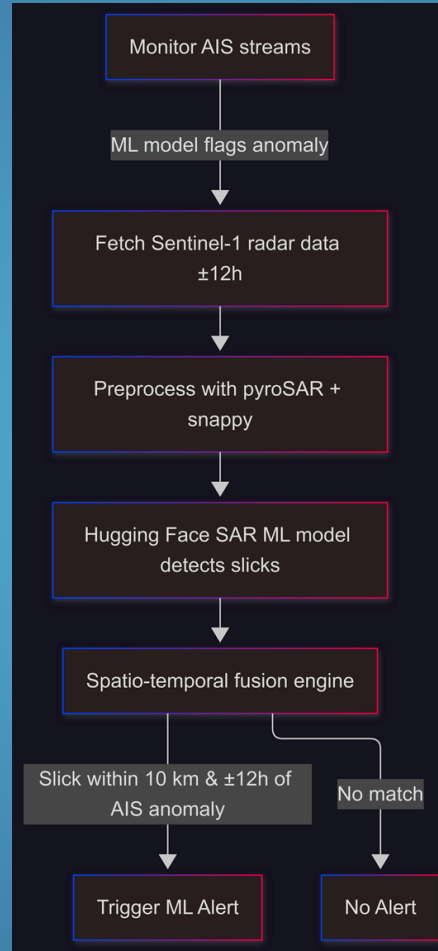 Monitor AIS streams
ML model flags anomaly
Fetch Sentinel-1 radar data
±12h
Preprocess with pyroSAR +
snappy
Hugging Face SAR ML model
detects slicks
Spatio-temporal fusion engine
Slick within 10 km & ±12h of
AIS anomaly
No match
Trigger ML Alert
No Alert